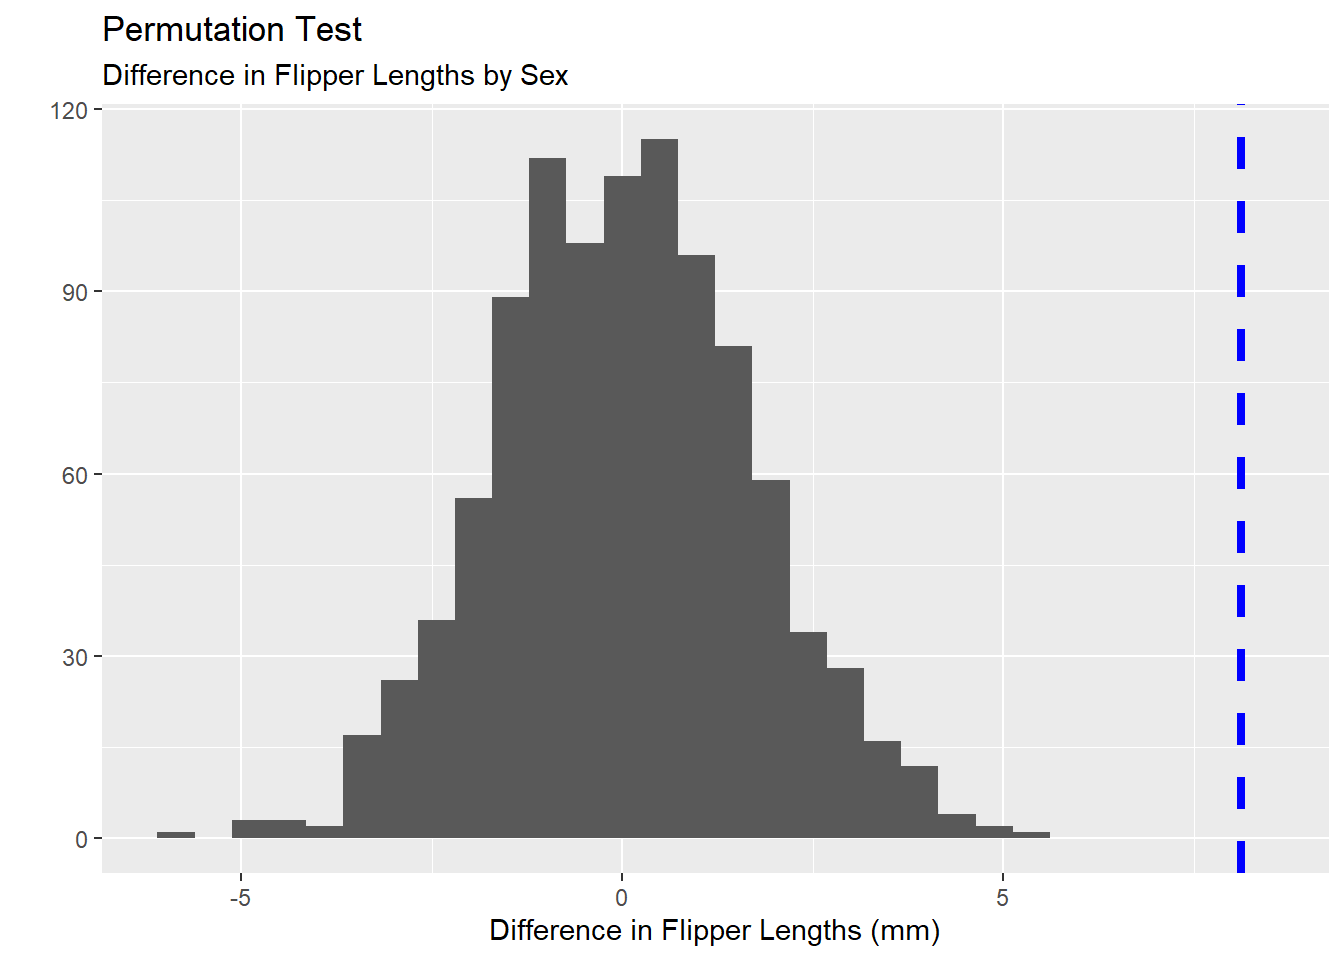 Permutation Test
Difference in Flipper Lengths by Sex
120
90
60
30
0
-5 0 5
Difference in Flipper Lengths (mm)